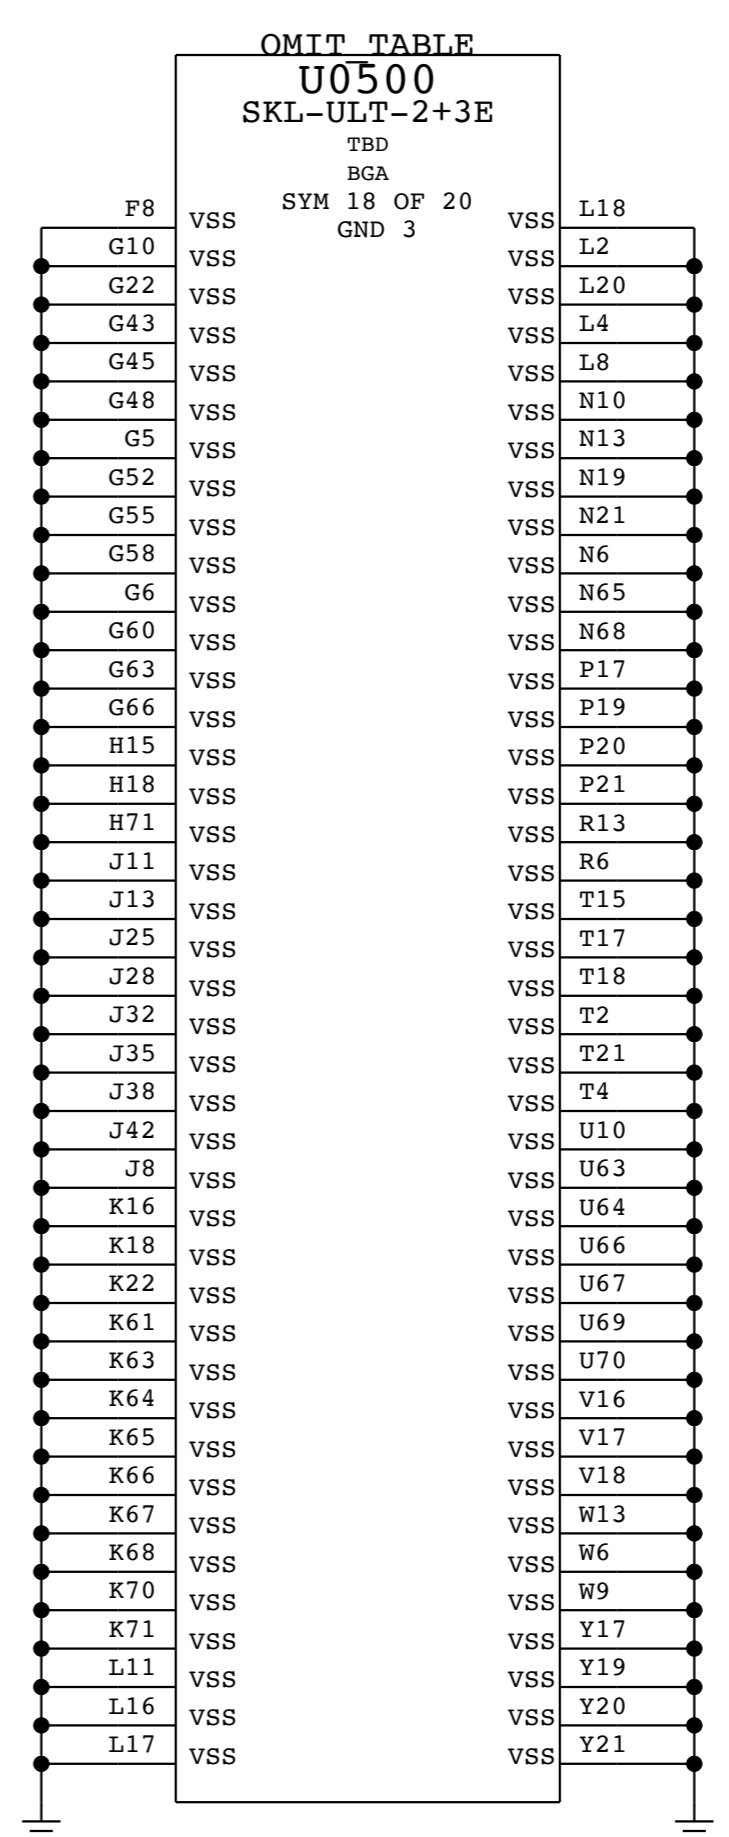 OMIT_TABLE
U0500
SKL-ULT-2+3E
TBD
BGA
SYM 18 OF 20
GND 3
F8 VSS VSS L18
G10 VSS VSS L2
G22 VSS VSS L20
G43 VSS VSS L4
G45 VSS VSS L8
G48 VSS VSS N10
G5 VSS VSS N13
G52 VSS VSS N19
G55 VSS VSS N21
G58 VSS VSS N6
G6 VSS VSS N65
G60 VSS VSS N68
G63 VSS VSS P17
G66 VSS VSS P19
H15 VSS VSS P20
H18 VSS VSS P21
H71 VSS VSS R13
J11 VSS VSS R6
J13 VSS VSS T15
J25 VSS VSS T17
J28 VSS VSS T18
J32 VSS VSS T2
J35 VSS VSS T21
J38 VSS VSS T4
J42 VSS VSS U10
J8 VSS VSS U63
K16 VSS VSS U64
K18 VSS VSS U66
K22 VSS VSS U67
K61 VSS VSS U69
K63 VSS VSS U70
K64 VSS VSS V16
K65 VSS VSS V17
K66 VSS VSS V18
K67 VSS VSS W13
K68 VSS VSS W6
K70 VSS VSS W9
K71 VSS VSS Y17
L11 VSS VSS Y19
L16 VSS VSS Y20
L17 VSS VSS Y21